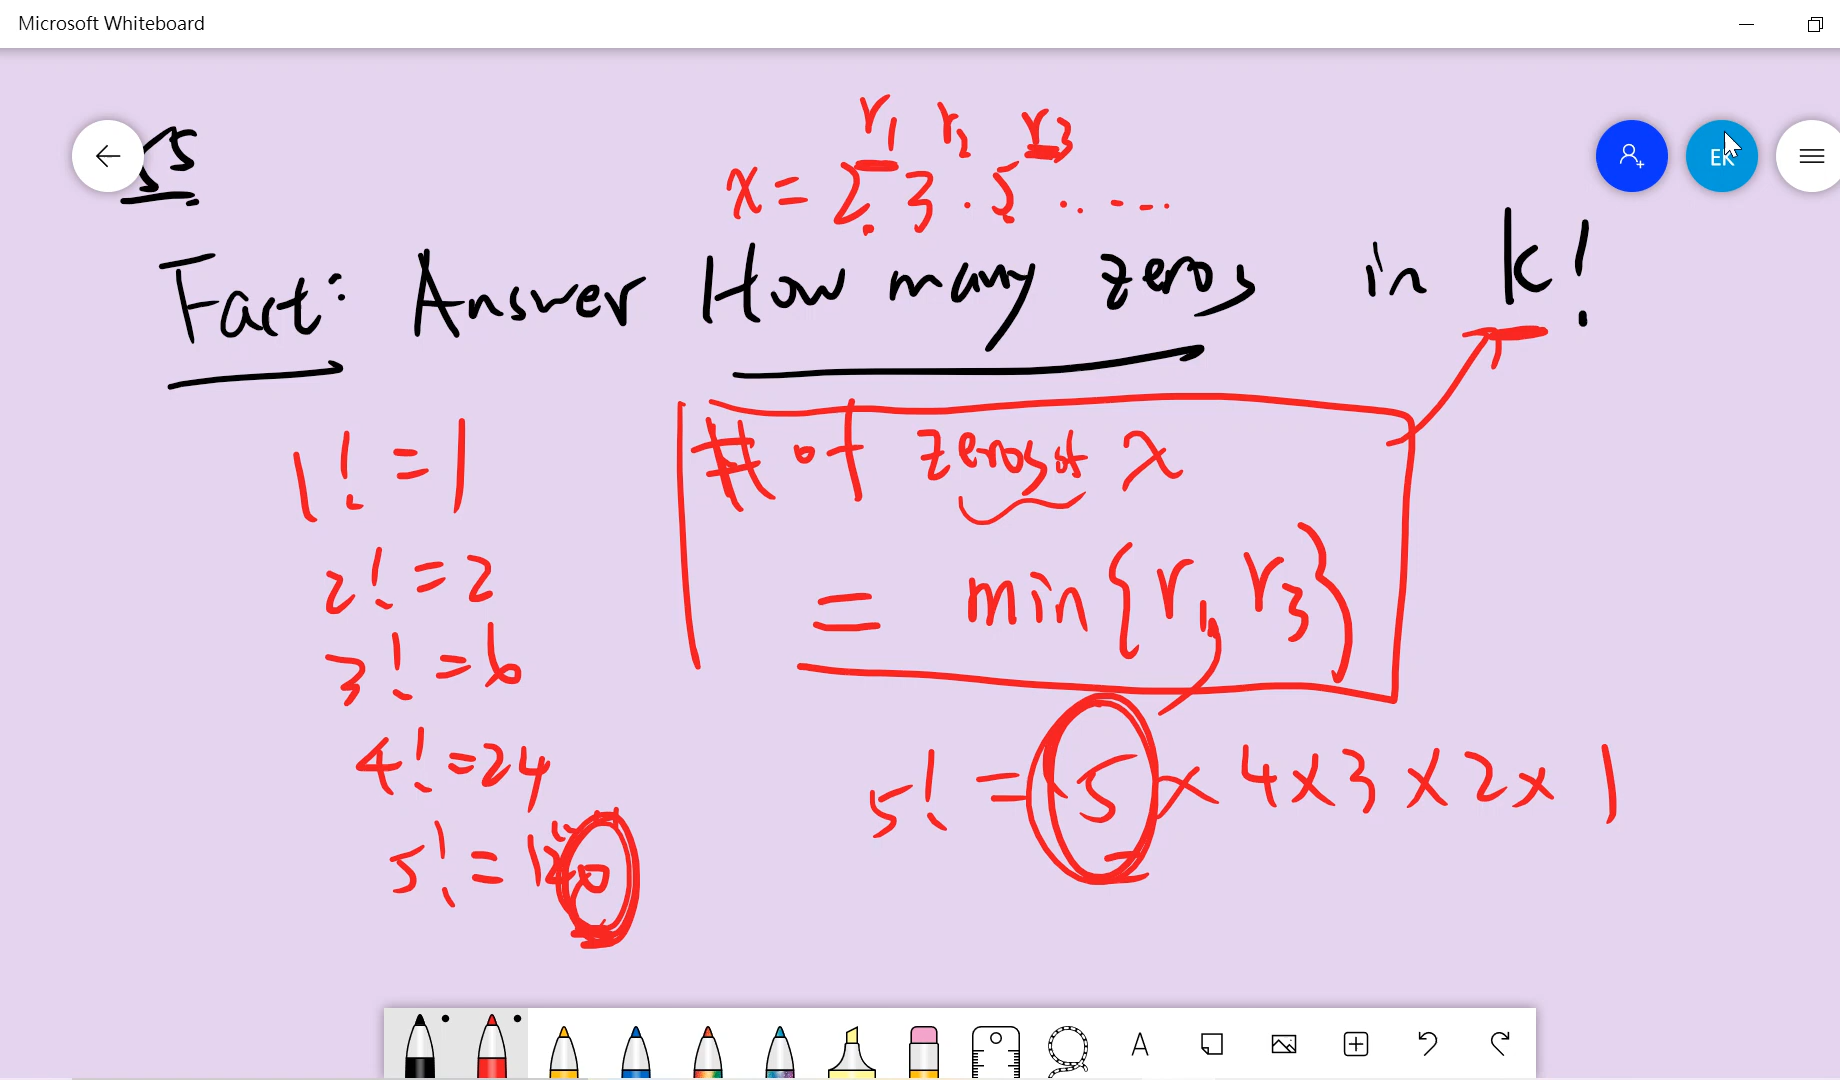 Microsoft Whiteboard
r₁ r₂ r₃
x = 2 . 3 . 5 . . - - .
EK
Fact: Answer How many zeros in k!
1! = 1
# of zeros of x
2! = 2
= min{r₁, r₃}
3! = 6
4! = 24
5! = 5 × 4 × 3 × 2 × 1
5! = 120
A